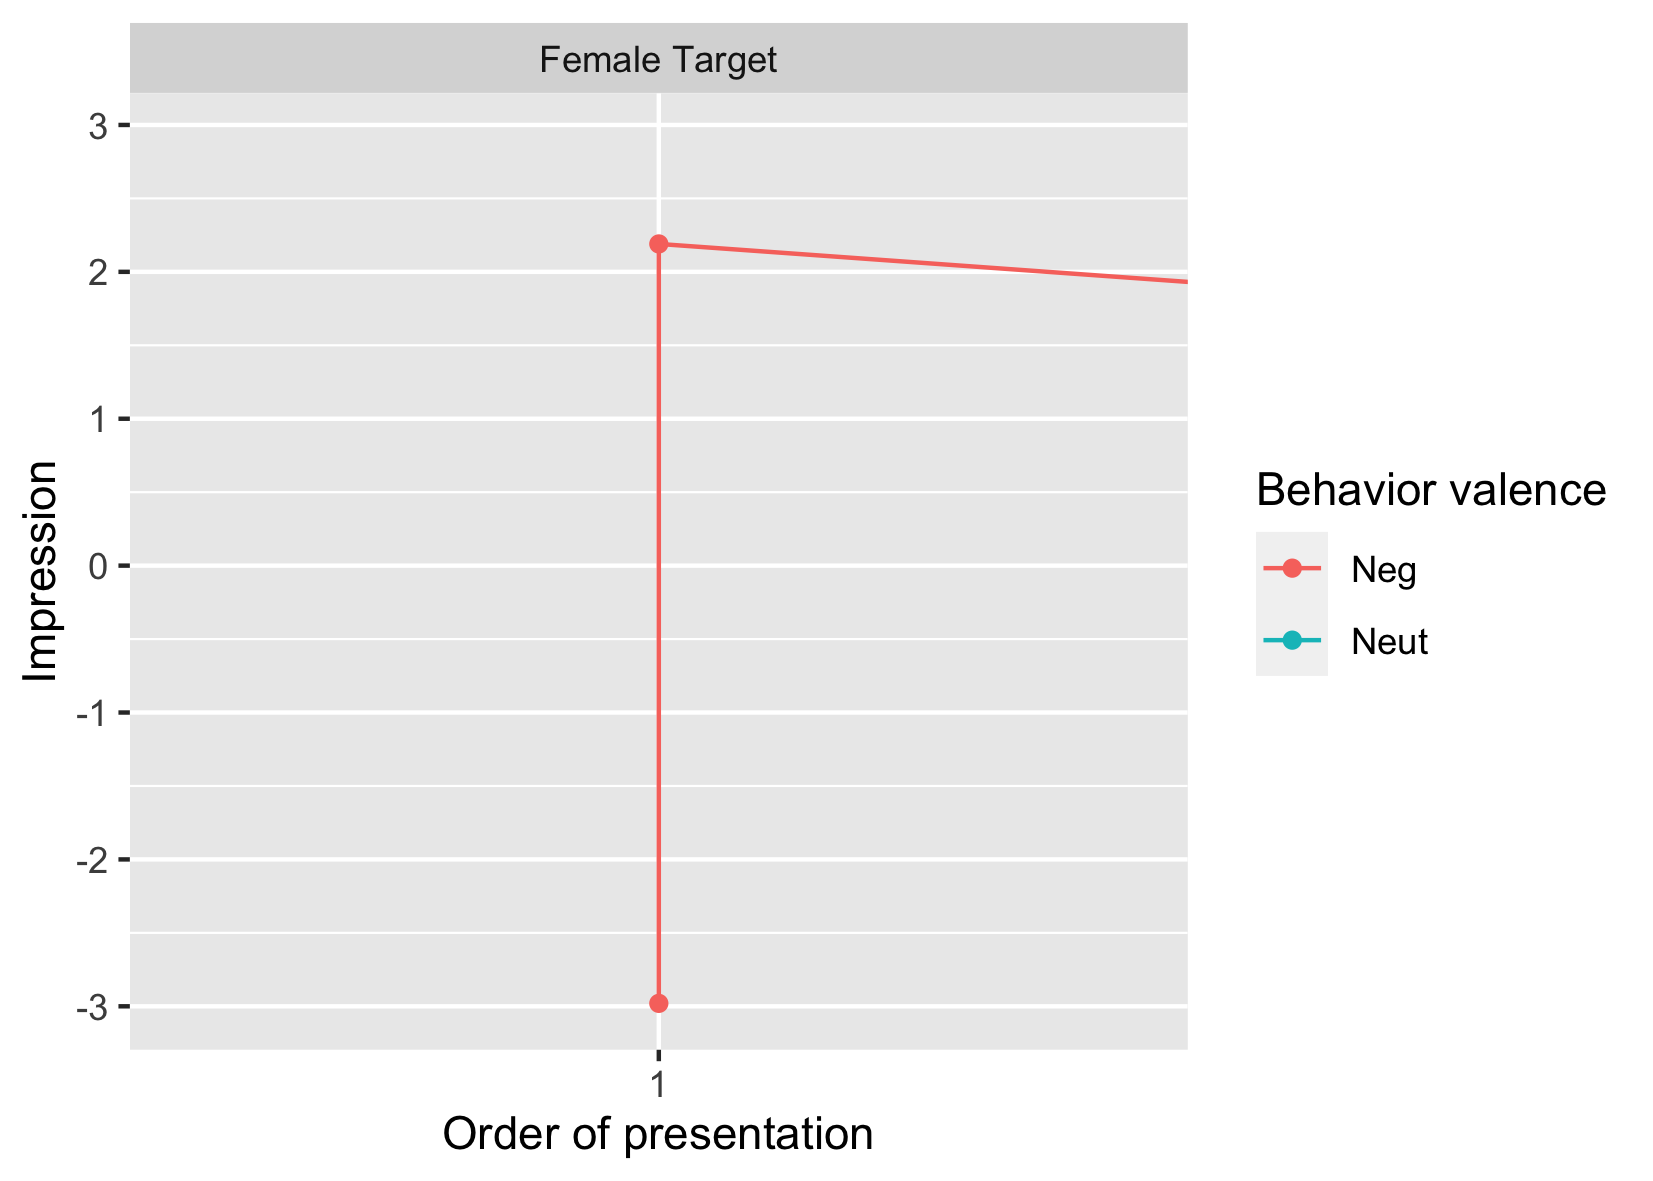 Female Target
3
2
1
0
-1
-2
-3
Impression
1
Order of presentation
Behavior valence
Neg
Neut